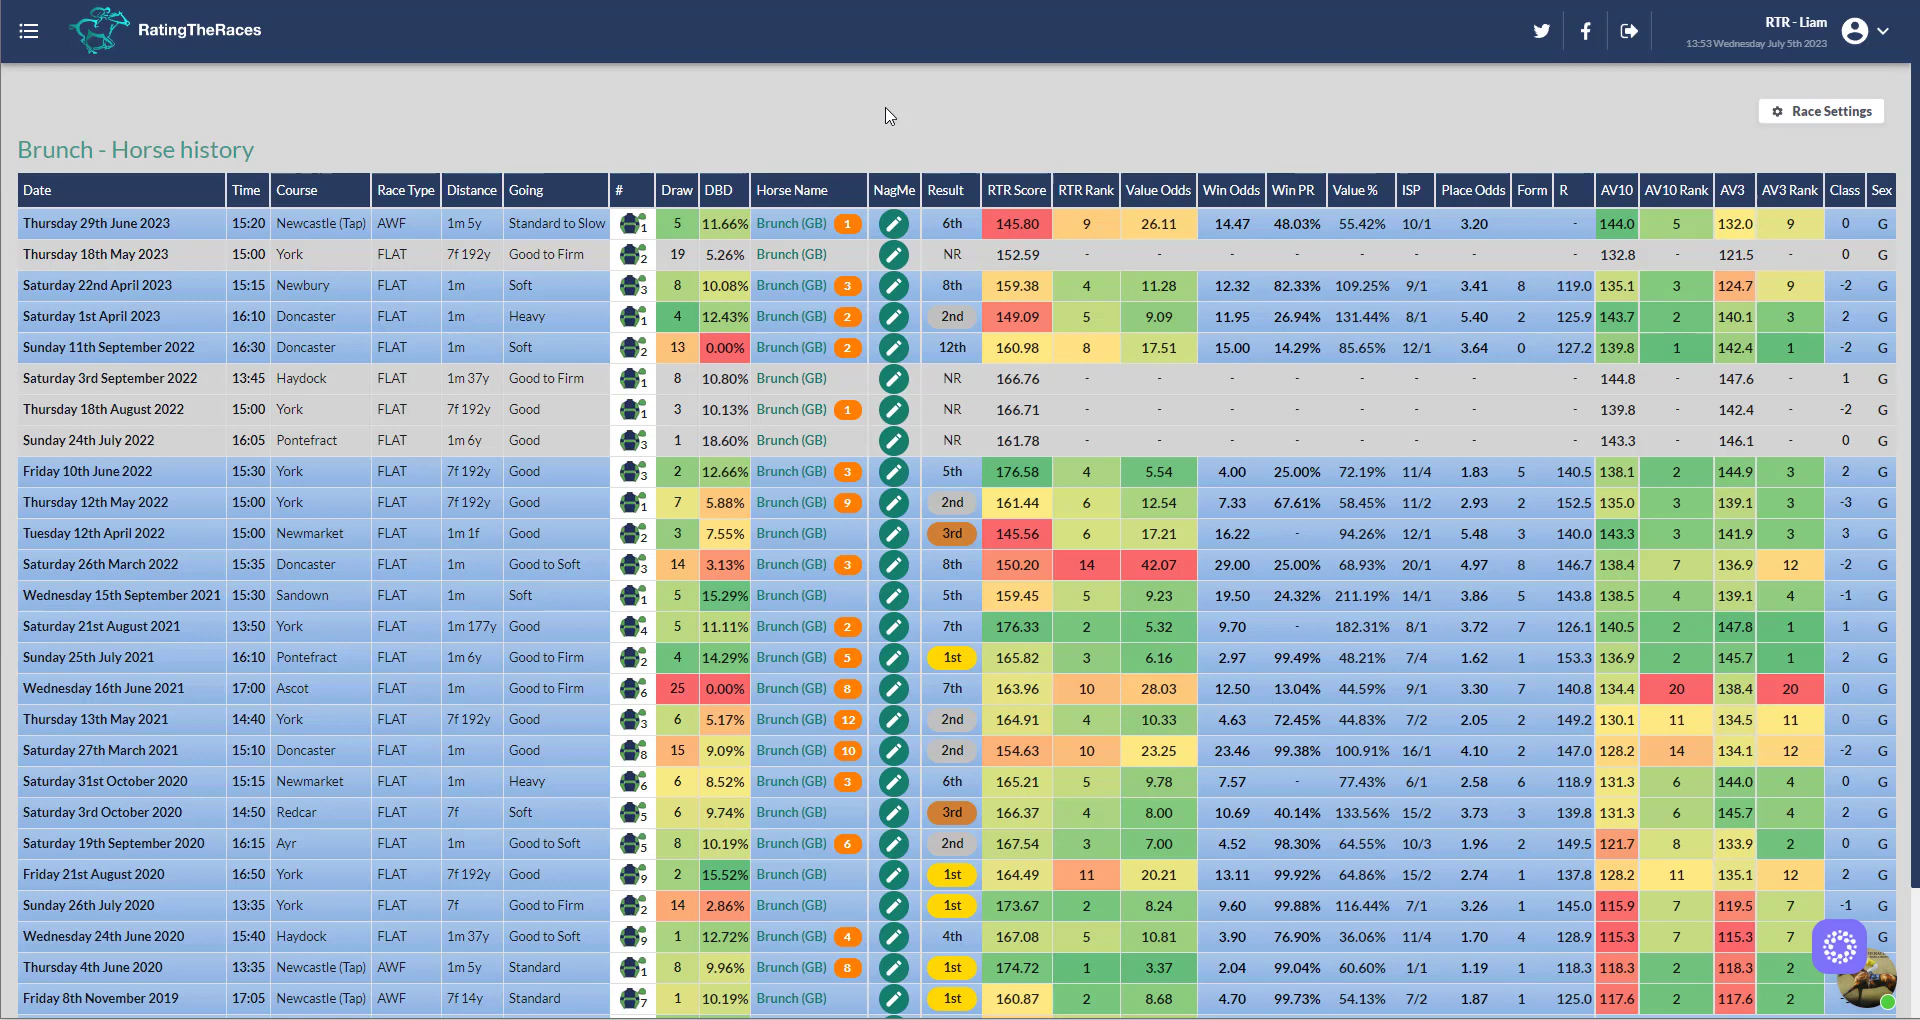 RatingTheRaces
RTR - Liam
13:53 Wednesday July 5th 2023
Race Settings
Brunch - Horse history
Date Time Course Race Type Distance Going # Draw DBD Horse Name NagMe Result RTR Score RTR Rank Value Odds Win Odds Win PR Value % ISP Place Odds Form R AV10 AV10 Rank AV3 AV3 Rank Class Sex
Thursday 29th June 2023 15:20 Newcastle (Tap) AWF 1m 5y Standard to Slow 1 5 11.66% Brunch (GB) 1 6th 145.80 9 26.11 14.47 48.03% 55.42% 10/1 3.20 - 144.0 5 132.0 9 0 G
Thursday 18th May 2023 15:00 York FLAT 7f 192y Good to Firm 2 19 5.26% Brunch (GB) NR 152.59 - - - - - - - - 132.8 - 121.5 - 0 G
Saturday 22nd April 2023 15:15 Newbury FLAT 1m Soft 3 8 10.08% Brunch (GB) 3 8th 159.38 4 11.28 12.32 82.33% 109.25% 9/1 3.41 8 119.0 135.1 3 124.7 9 -2 G
Saturday 1st April 2023 16:10 Doncaster FLAT 1m Heavy 1 4 12.43% Brunch (GB) 2 2nd 149.09 5 9.09 11.95 26.94% 131.44% 8/1 5.40 2 125.9 143.7 2 140.1 3 2 G
Sunday 11th September 2022 16:30 Doncaster FLAT 1m Soft 2 13 0.00% Brunch (GB) 2 12th 160.98 8 17.51 15.00 14.29% 85.65% 12/1 3.64 0 127.2 139.8 1 142.4 1 -2 G
Saturday 3rd September 2022 13:45 Haydock FLAT 1m 37y Good to Firm 1 8 10.80% Brunch (GB) NR 166.76 - - - - - - - - 144.8 - 147.6 - 1 G
Thursday 18th August 2022 15:00 York FLAT 7f 192y Good 1 3 10.13% Brunch (GB) 1 NR 166.71 - - - - - - - - 139.8 - 142.4 - -2 G
Sunday 24th July 2022 16:05 Pontefract FLAT 1m 6y Good 3 1 18.60% Brunch (GB) NR 161.78 - - - - - - - - 143.3 - 146.1 - 0 G
Friday 10th June 2022 15:30 York FLAT 7f 192y Good 3 2 12.66% Brunch (GB) 3 5th 176.58 4 5.54 4.00 25.00% 72.19% 11/4 1.83 5 140.5 138.1 2 144.9 3 2 G
Thursday 12th May 2022 15:00 York FLAT 7f 192y Good 1 7 5.88% Brunch (GB) 9 2nd 161.44 6 12.54 7.33 67.61% 58.45% 11/2 2.93 2 152.5 135.0 3 139.1 3 -3 G
Tuesday 12th April 2022 15:00 Newmarket FLAT 1m 1f Good 2 3 7.55% Brunch (GB) 3rd 145.56 6 17.21 16.22 - 94.26% 12/1 5.48 3 140.0 143.3 3 141.9 3 3 G
Saturday 26th March 2022 15:35 Doncaster FLAT 1m Good to Soft 3 14 3.13% Brunch (GB) 3 8th 150.20 14 42.07 29.00 25.00% 68.93% 20/1 4.97 8 146.7 138.4 7 136.9 12 -2 G
Wednesday 15th September 2021 15:30 Sandown FLAT 1m Soft 1 5 15.29% Brunch (GB) 5th 159.45 5 9.23 19.50 24.32% 211.19% 14/1 3.86 5 143.8 138.5 4 139.1 4 -1 G
Saturday 21st August 2021 13:50 York FLAT 1m 177y Good 4 5 11.11% Brunch (GB) 2 7th 176.33 2 5.32 9.70 - 182.31% 8/1 3.72 7 126.1 140.5 2 147.8 1 1 G
Sunday 25th July 2021 16:10 Pontefract FLAT 1m 6y Good to Firm 2 4 14.29% Brunch (GB) 5 1st 165.82 3 6.16 2.97 99.49% 48.21% 7/4 1.62 1 153.3 136.9 2 145.7 1 2 G
Wednesday 16th June 2021 17:00 Ascot FLAT 1m Good to Firm 6 25 0.00% Brunch (GB) 8 7th 163.96 10 28.03 12.50 13.04% 44.59% 9/1 3.30 7 140.8 134.4 20 138.4 20 0 G
Thursday 13th May 2021 14:40 York FLAT 7f 192y Good 3 6 5.17% Brunch (GB) 12 2nd 164.91 4 10.33 4.63 72.45% 44.83% 7/2 2.05 2 149.2 130.1 11 134.5 11 0 G
Saturday 27th March 2021 15:10 Doncaster FLAT 1m Good 8 15 9.09% Brunch (GB) 10 2nd 154.63 10 23.25 23.46 99.38% 100.91% 16/1 4.10 2 147.0 128.2 14 134.1 12 -2 G
Saturday 31st October 2020 15:15 Newmarket FLAT 1m Heavy 6 6 8.52% Brunch (GB) 3 6th 165.21 5 9.78 7.57 - 77.43% 6/1 2.58 6 118.9 131.3 6 144.0 4 0 G
Saturday 3rd October 2020 14:50 Redcar FLAT 7f Soft 5 6 9.74% Brunch (GB) 3rd 166.37 4 8.00 10.69 40.14% 133.56% 15/2 3.73 3 139.8 131.3 6 145.7 4 2 G
Saturday 19th September 2020 16:15 Ayr FLAT 1m Good to Soft 5 8 10.19% Brunch (GB) 6 2nd 167.54 3 7.00 4.52 98.30% 64.55% 10/3 1.96 2 149.5 121.7 8 133.9 2 0 G
Friday 21st August 2020 16:50 York FLAT 7f 192y Good 9 2 15.52% Brunch (GB) 1st 164.49 11 20.21 13.11 99.92% 64.86% 15/2 2.74 1 137.8 128.2 11 135.1 12 2 G
Sunday 26th July 2020 13:35 York FLAT 7f Good to Firm 2 14 2.86% Brunch (GB) 1st 173.67 2 8.24 9.60 99.88% 116.44% 7/1 3.26 1 145.0 115.9 7 119.5 7 -1 G
Wednesday 24th June 2020 15:40 Haydock FLAT 1m 37y Good to Soft 9 1 12.72% Brunch (GB) 4 4th 167.08 5 10.81 3.90 76.90% 36.06% 11/4 1.70 4 128.9 115.3 7 115.3 7 G
Thursday 4th June 2020 13:35 Newcastle (Tap) AWF 1m 5y Standard 1 8 9.96% Brunch (GB) 8 1st 174.72 1 3.37 2.04 99.04% 60.60% 1/1 1.19 1 118.3 118.3 2 118.3 2
Friday 8th November 2019 17:05 Newcastle (Tap) AWF 7f 14y Standard 7 1 10.19% Brunch (GB) 1st 160.87 2 8.68 4.70 99.73% 54.13% 7/2 1.87 1 125.0 117.6 2 117.6 2